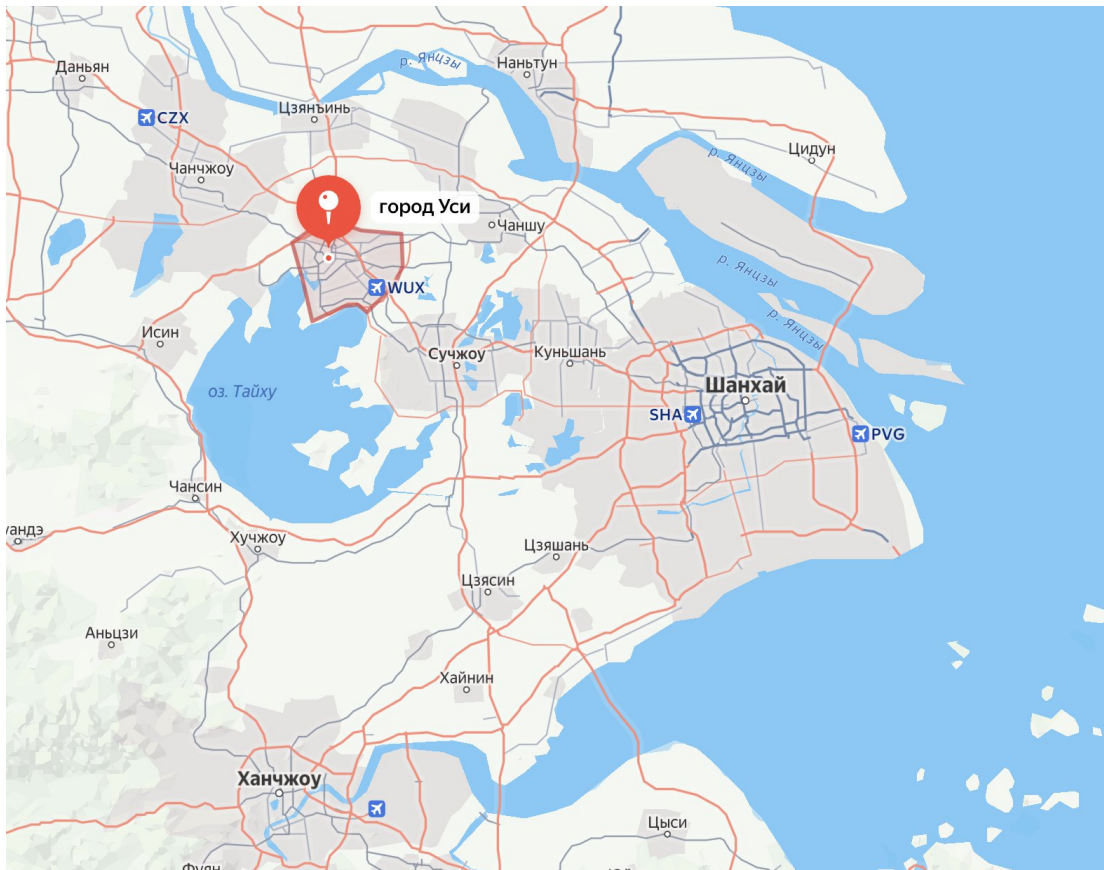 р. Янцзы
Наньтун
Даньян
CZX
Цзянъинь
Цидун
р. Янцзы
Чанчжоу
город Уси
Чаншу
р. Янцзы
WUX
р. Янцзы
Исин
Сучжоу
Куньшань
оз. Тайху
Шанхай
SHA
PVG
Чансин
Хучжоу
Цзяшань
Цзясин
Аньцзи
Хайнин
Ханчжоу
Цыси